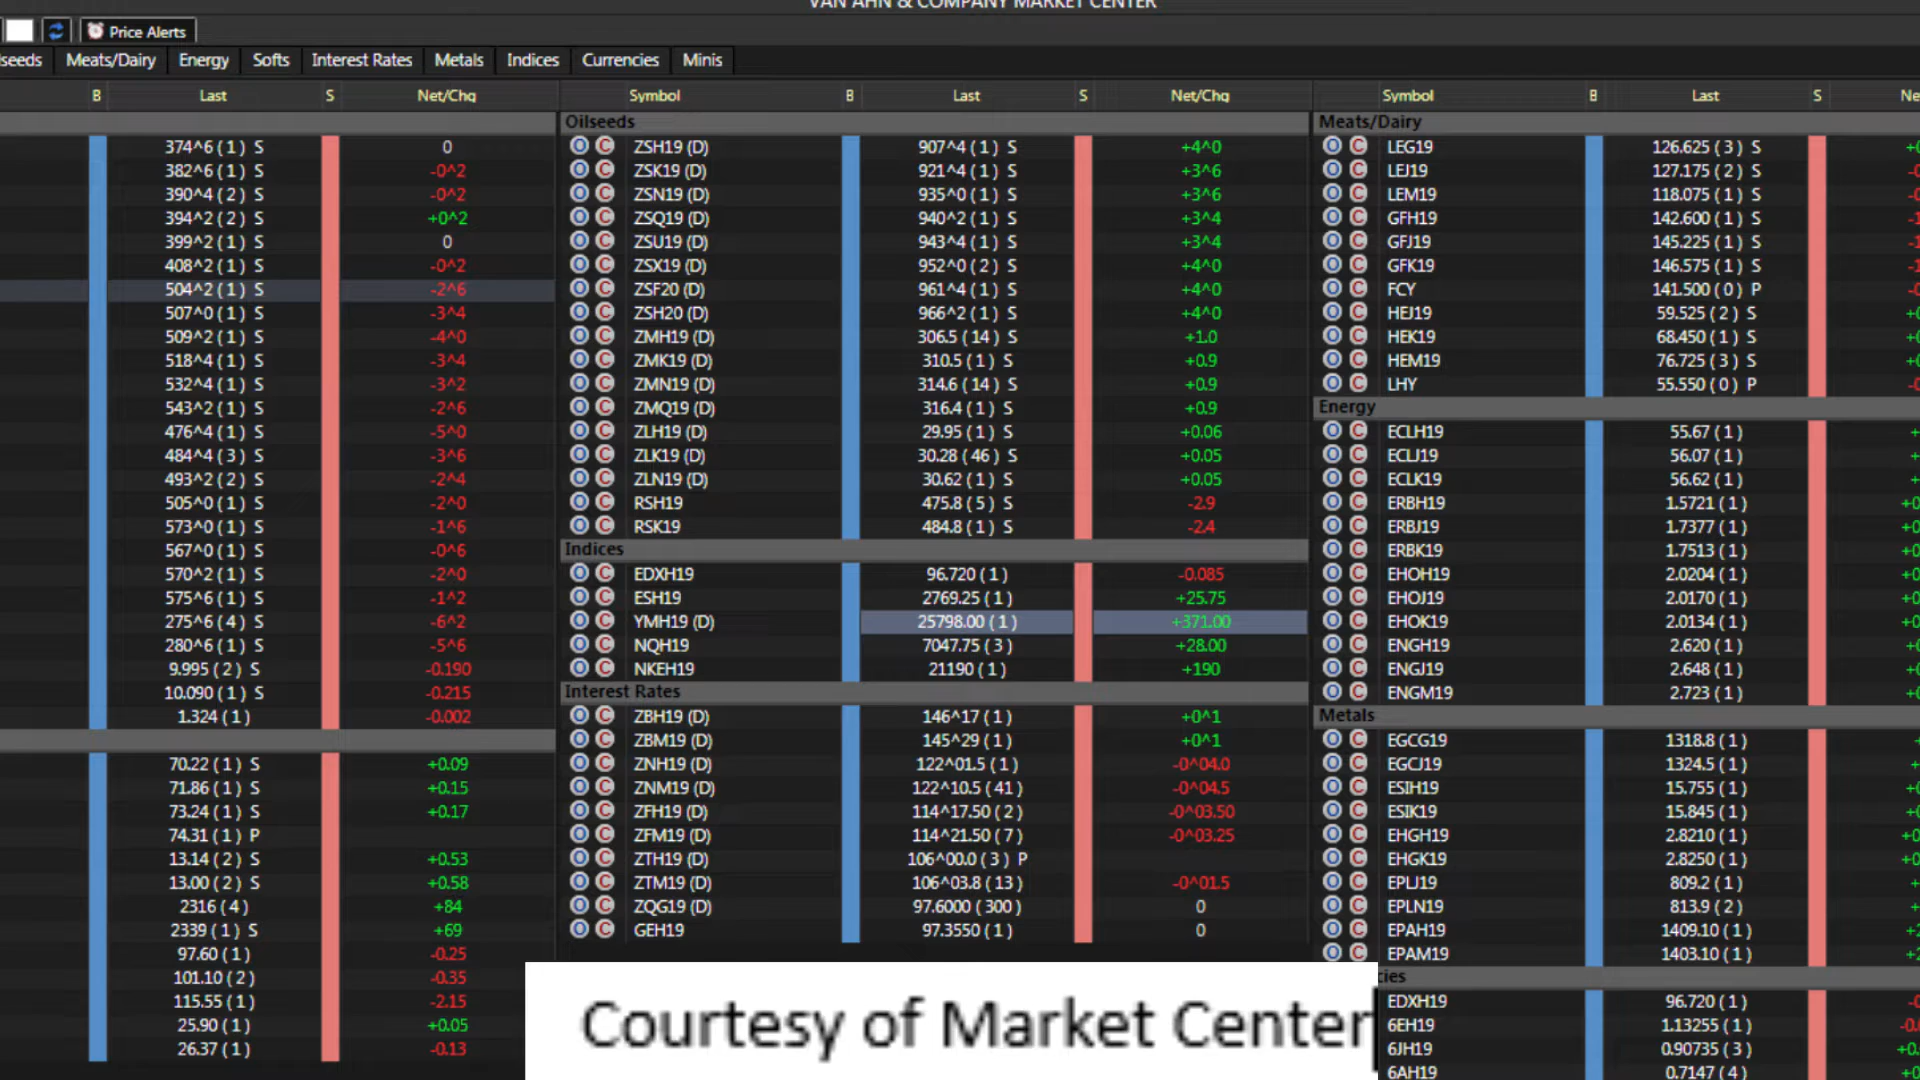 VAN AHN & COMPANY MARKET CENTER
Price Alerts
seeds Meats/Dairy Energy Softs Interest Rates Metals Indices Currencies Minis
B Last S Net/Chg
374^6 (1) S 0
382^6 (1) S -0^2
390^4 (2) S -0^2
394^2 (2) S +0^2
399^2 (1) S 0
408^2 (1) S -0^2
504^2 (1) S -2^6
507^0 (1) S -3^4
509^2 (1) S -4^0
518^4 (1) S -3^4
532^4 (1) S -3^2
543^2 (1) S -2^6
476^4 (1) S -5^0
484^4 (3) S -3^6
493^2 (2) S -2^4
505^0 (1) S -2^0
573^0 (1) S -1^6
567^0 (1) S -0^6
570^2 (1) S -2^0
575^6 (1) S -1^2
275^6 (4) S -6^2
280^6 (1) S -5^6
9.995 (2) S -0.190
10.090 (1) S -0.215
1.324 (1) -0.002
70.22 (1) S +0.09
71.86 (1) S +0.15
73.24 (1) S +0.17
74.31 (1) P
13.14 (2) S +0.53
13.00 (2) S +0.58
2316 (4) +84
2339 (1) S +69
97.60 (1) -0.25
101.10 (2) -0.35
115.55 (1) -2.15
25.90 (1) +0.05
26.37 (1) -0.13
Symbol B Last S Net/Chg
Oilseeds
O C ZSH19 (D) 907^4 (1) S +4^0
O C ZSK19 (D) 921^4 (1) S +3^6
O C ZSN19 (D) 935^0 (1) S +3^6
O C ZSQ19 (D) 940^2 (1) S +3^4
O C ZSU19 (D) 943^4 (1) S +3^4
O C ZSX19 (D) 952^0 (2) S +4^0
O C ZSF20 (D) 961^4 (1) S +4^0
O C ZSH20 (D) 966^2 (1) S +4^0
O C ZMH19 (D) 306.5 (14) S +1.0
O C ZMK19 (D) 310.5 (1) S +0.9
O C ZMN19 (D) 314.6 (14) S +0.9
O C ZMQ19 (D) 316.4 (1) S +0.9
O C ZLH19 (D) 29.95 (1) S +0.06
O C ZLK19 (D) 30.28 (46) S +0.05
O C ZLN19 (D) 30.62 (1) S +0.05
O C RSH19 475.8 (5) S -2.9
O C RSK19 484.8 (1) S -2.4
Indices
O C EDXH19 96.720 (1) -0.085
O C ESH19 2769.25 (1) +25.75
O C YMH19 (D) 25798.00 (1) +371.00
O C NQH19 7047.75 (3) +28.00
O C NKEH19 21190 (1) +190
Interest Rates
O C ZBH19 (D) 146^17 (1) +0^1
O C ZBM19 (D) 145^29 (1) +0^1
O C ZNH19 (D) 122^01.5 (1) -0^04.0
O C ZNM19 (D) 122^10.5 (41) -0^04.5
O C ZFH19 (D) 114^17.50 (2) -0^03.50
O C ZFM19 (D) 114^21.50 (7) -0^03.25
O C ZTH19 (D) 106^00.0 (3) P
O C ZTM19 (D) 106^03.8 (13) -0^01.5
O C ZQG19 (D) 97.6000 (300) 0
O C GEH19 97.3550 (1) 0
Symbol B Last S Ne
Meats/Dairy
O C LEG19 126.625 (3) S
O C LEJ19 127.175 (2) S
O C LEM19 118.075 (1) S
O C GFH19 142.600 (1) S
O C GFJ19 145.225 (1) S
O C GFK19 146.575 (1) S
O C FCY 141.500 (0) P
O C HEJ19 59.525 (2) S
O C HEK19 68.450 (1) S
O C HEM19 76.725 (3) S
O C LHY 55.550 (0) P
Energy
O C ECLH19 55.67 (1)
O C ECLJ19 56.07 (1)
O C ECLK19 56.62 (1)
O C ERBH19 1.5721 (1)
O C ERBJ19 1.7377 (1)
O C ERBK19 1.7513 (1)
O C EHOH19 2.0204 (1)
O C EHOJ19 2.0170 (1)
O C EHOK19 2.0134 (1)
O C ENGH19 2.620 (1)
O C ENGJ19 2.648 (1)
O C ENGM19 2.723 (1)
Metals
O C EGCG19 1318.8 (1)
O C EGCJ19 1324.5 (1)
O C ESIH19 15.755 (1)
O C ESIK19 15.845 (1)
O C EHGH19 2.8210 (1)
O C EHGK19 2.8250 (1)
O C EPLJ19 809.2 (1)
O C EPLN19 813.9 (2)
O C EPAH19 1409.10 (1)
O C EPAM19 1403.10 (1)
cies
EDXH19 96.720 (1)
6EH19 1.13255 (1)
6JH19 0.90735 (3)
6AH19 0.7147 (4)
Courtesy of Market Center